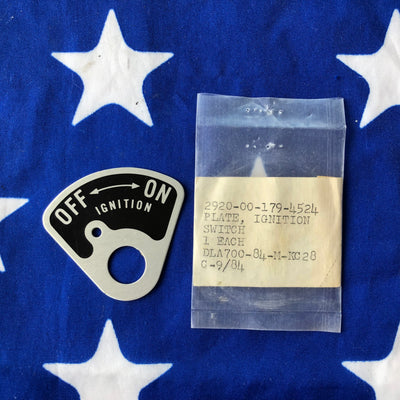 OFF ON
IGNITION
2920-00-179-4524
PLATE, IGNITION
SWITCH
1 EACH
DLA700-84-M-KC28
C-9/84